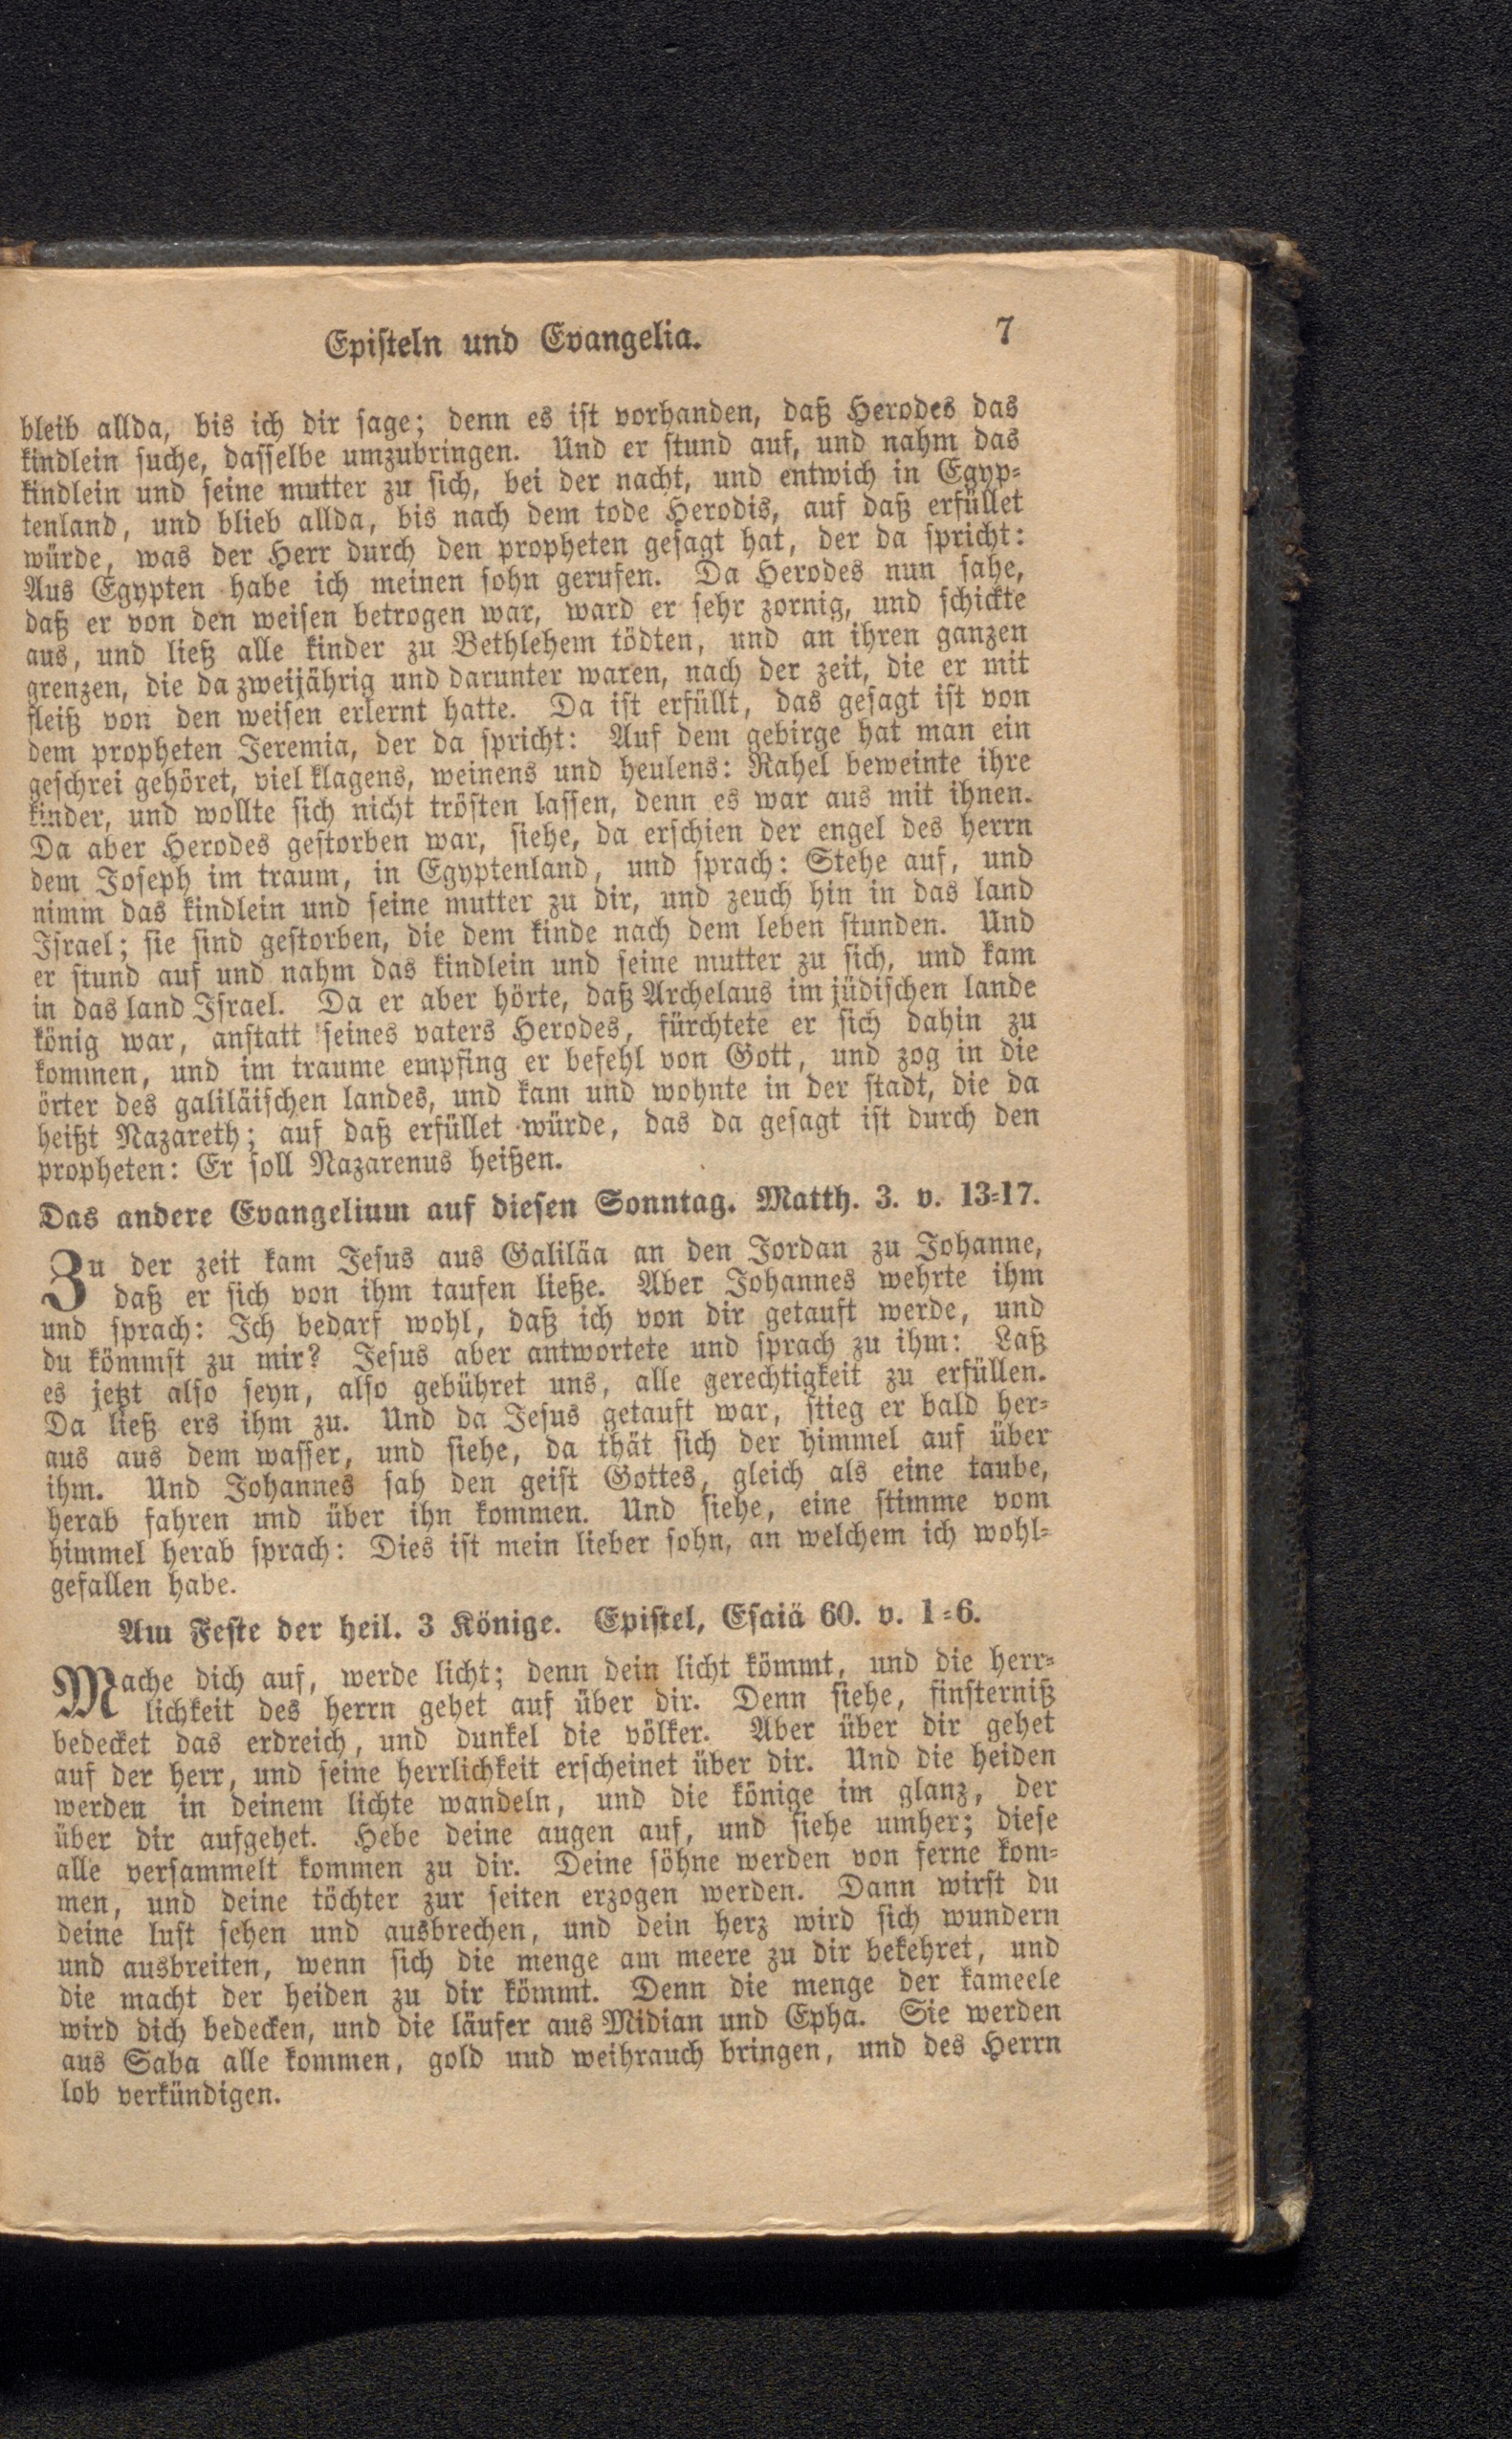 Episteln und Evangelia. 7
bleib allda, bis ich dir sage; denn es ist vorhanden, daß Herodes das
kindlein suche, dasselbe umzubringen. Und er stund auf, und nahm das
kindlein und seine mutter zu sich, bei der nacht, und entwich in Egyp-
tenland, und blieb allda, bis nach dem tode Herodis, auf daß erfüllet
würde, was der Herr durch den propheten gesagt hat, der da spricht:
Aus Egypten habe ich meinen sohn gerufen. Da Herodes nun sahe,
daß er von den weisen betrogen war, ward er sehr zornig, und schickte
aus, und ließ alle kinder zu Bethlehem tödten, und an ihren ganzen
grenzen, die da zweijährig und darunter waren, nach der zeit, die er mit
fleiß von den weisen erlernt hatte. Da ist erfüllt, das gesagt ist von
dem propheten Jeremia, der da spricht: Auf dem gebirge hat man ein
geschrei gehöret, viel klagens, weinens und heulens: Rahel beweinte ihre
kinder, und wollte sich nicht trösten lassen, denn es war aus mit ihnen.
Da aber Herodes gestorben war, siehe, da erschien der engel des herrn
dem Joseph im traum, in Egyptenland, und sprach: Stehe auf, und
nimm das kindlein und seine mutter zu dir, und zeuch hin in das land
Israel; sie sind gestorben, die dem kinde nach dem leben stunden. Und
er stund auf und nahm das kindlein und seine mutter zu sich, und kam
in das land Israel. Da er aber hörte, daß Archelaus im jüdischen lande
könig war, anstatt seines vaters Herodes, fürchtete er sich dahin zu
kommen, und im traume empfing er befehl von Gott, und zog in die
örter des galiläischen landes, und kam und wohnte in der stadt, die da
heißt Nazareth; auf daß erfüllet würde, das da gesagt ist durch den
propheten: Er soll Nazarenus heißen.
Das andere Evangelium auf diesen Sonntag. Matth. 3. v. 13-17.
Zu der zeit kam Jesus aus Galiläa an den Jordan zu Johanne,
daß er sich von ihm taufen ließe. Aber Johannes wehrte ihm
und sprach: Ich bedarf wohl, daß ich von dir getauft werde, und
du kömmst zu mir? Jesus aber antwortete und sprach zu ihm: Laß
es jetzt also seyn, also gebühret uns, alle gerechtigkeit zu erfüllen.
Da ließ ers ihm zu. Und da Jesus getauft war, stieg er bald her-
aus aus dem wasser, und siehe, da thät sich der himmel auf über
ihm. Und Johannes sah den geist Gottes, gleich als eine taube,
herab fahren und über ihn kommen. Und siehe, eine stimme vom
himmel herab sprach: Dies ist mein lieber sohn, an welchem ich wohl-
gefallen habe.
Am Feste der heil. 3 Könige. Epistel, Esaiä 60. v. 1-6.
Mache dich auf, werde licht; denn dein licht kömmt, und die herr-
lichkeit des herrn gehet auf über dir. Denn siehe, finsterniß
bedecket das erdreich, und dunkel die völker. Aber über dir gehet
auf der herr, und seine herrlichkeit erscheinet über dir. Und die heiden
werden in deinem lichte wandeln, und die könige im glanz, der
über dir aufgehet. Hebe deine augen auf, und siehe umher; diese
alle versammelt kommen zu dir. Deine söhne werden von ferne kom-
men, und deine töchter zur seiten erzogen werden. Dann wirst du
deine lust sehen und ausbrechen, und dein herz wird sich wundern
und ausbreiten, wenn sich die menge am meere zu dir bekehret, und
die macht der heiden zu dir kömmt. Denn die menge der kameele
wird dich bedecken, und die läufer aus Midian und Epha. Sie werden
aus Saba alle kommen, gold und weihrauch bringen, und des Herrn
lob verkündigen.